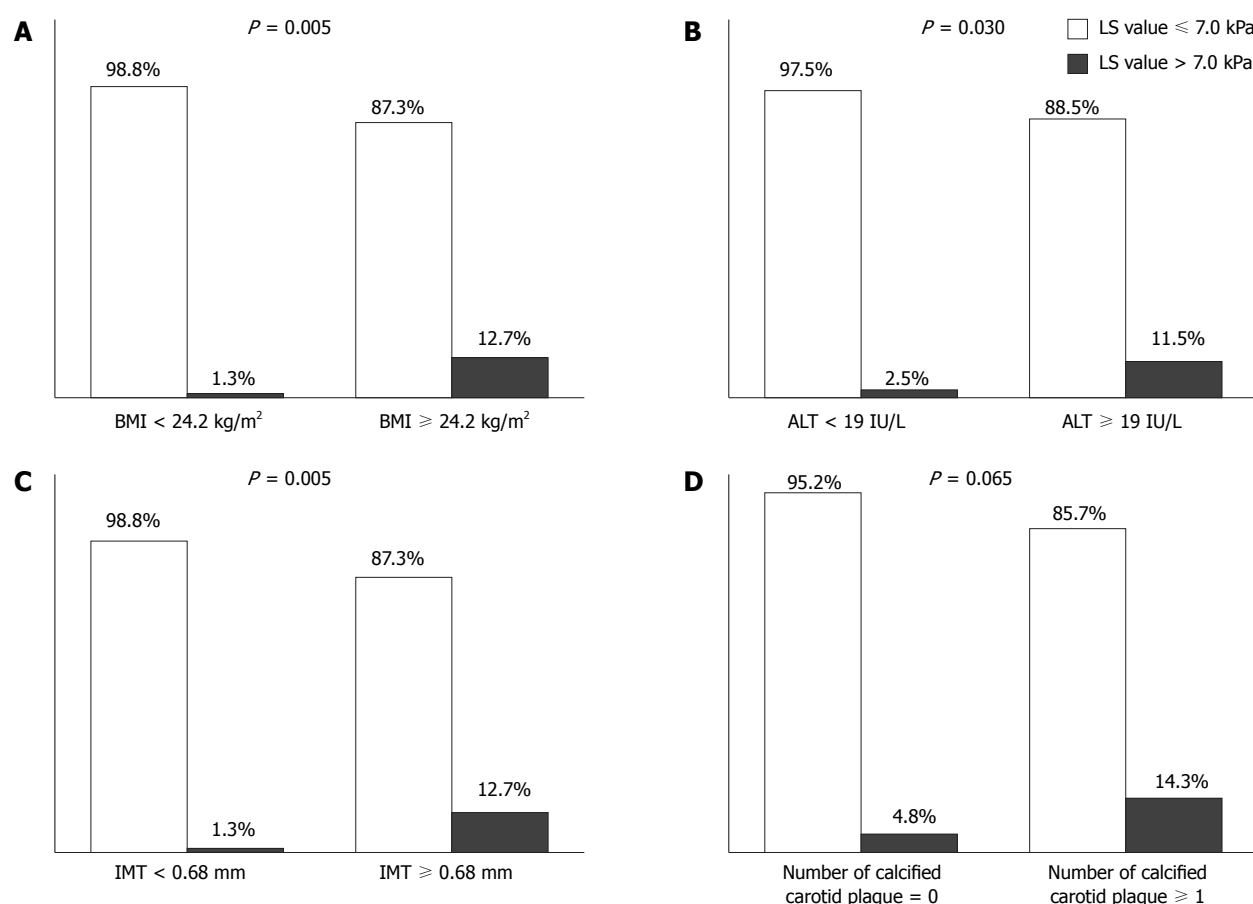 A
P = 0.005
98.8%
87.3%
1.3%
12.7%
BMI < 24.2 kg/m²
BMI ⩾ 24.2 kg/m²
B
P = 0.030
LS value ⩽ 7.0 kPa
LS value > 7.0 kPa
97.5%
88.5%
2.5%
11.5%
ALT < 19 IU/L
ALT ⩾ 19 IU/L
C
P = 0.005
98.8%
87.3%
1.3%
12.7%
IMT < 0.68 mm
IMT ⩾ 0.68 mm
D
P = 0.065
95.2%
85.7%
4.8%
14.3%
Number of calcified
carotid plaque = 0
Number of calcified
carotid plaque ⩾ 1